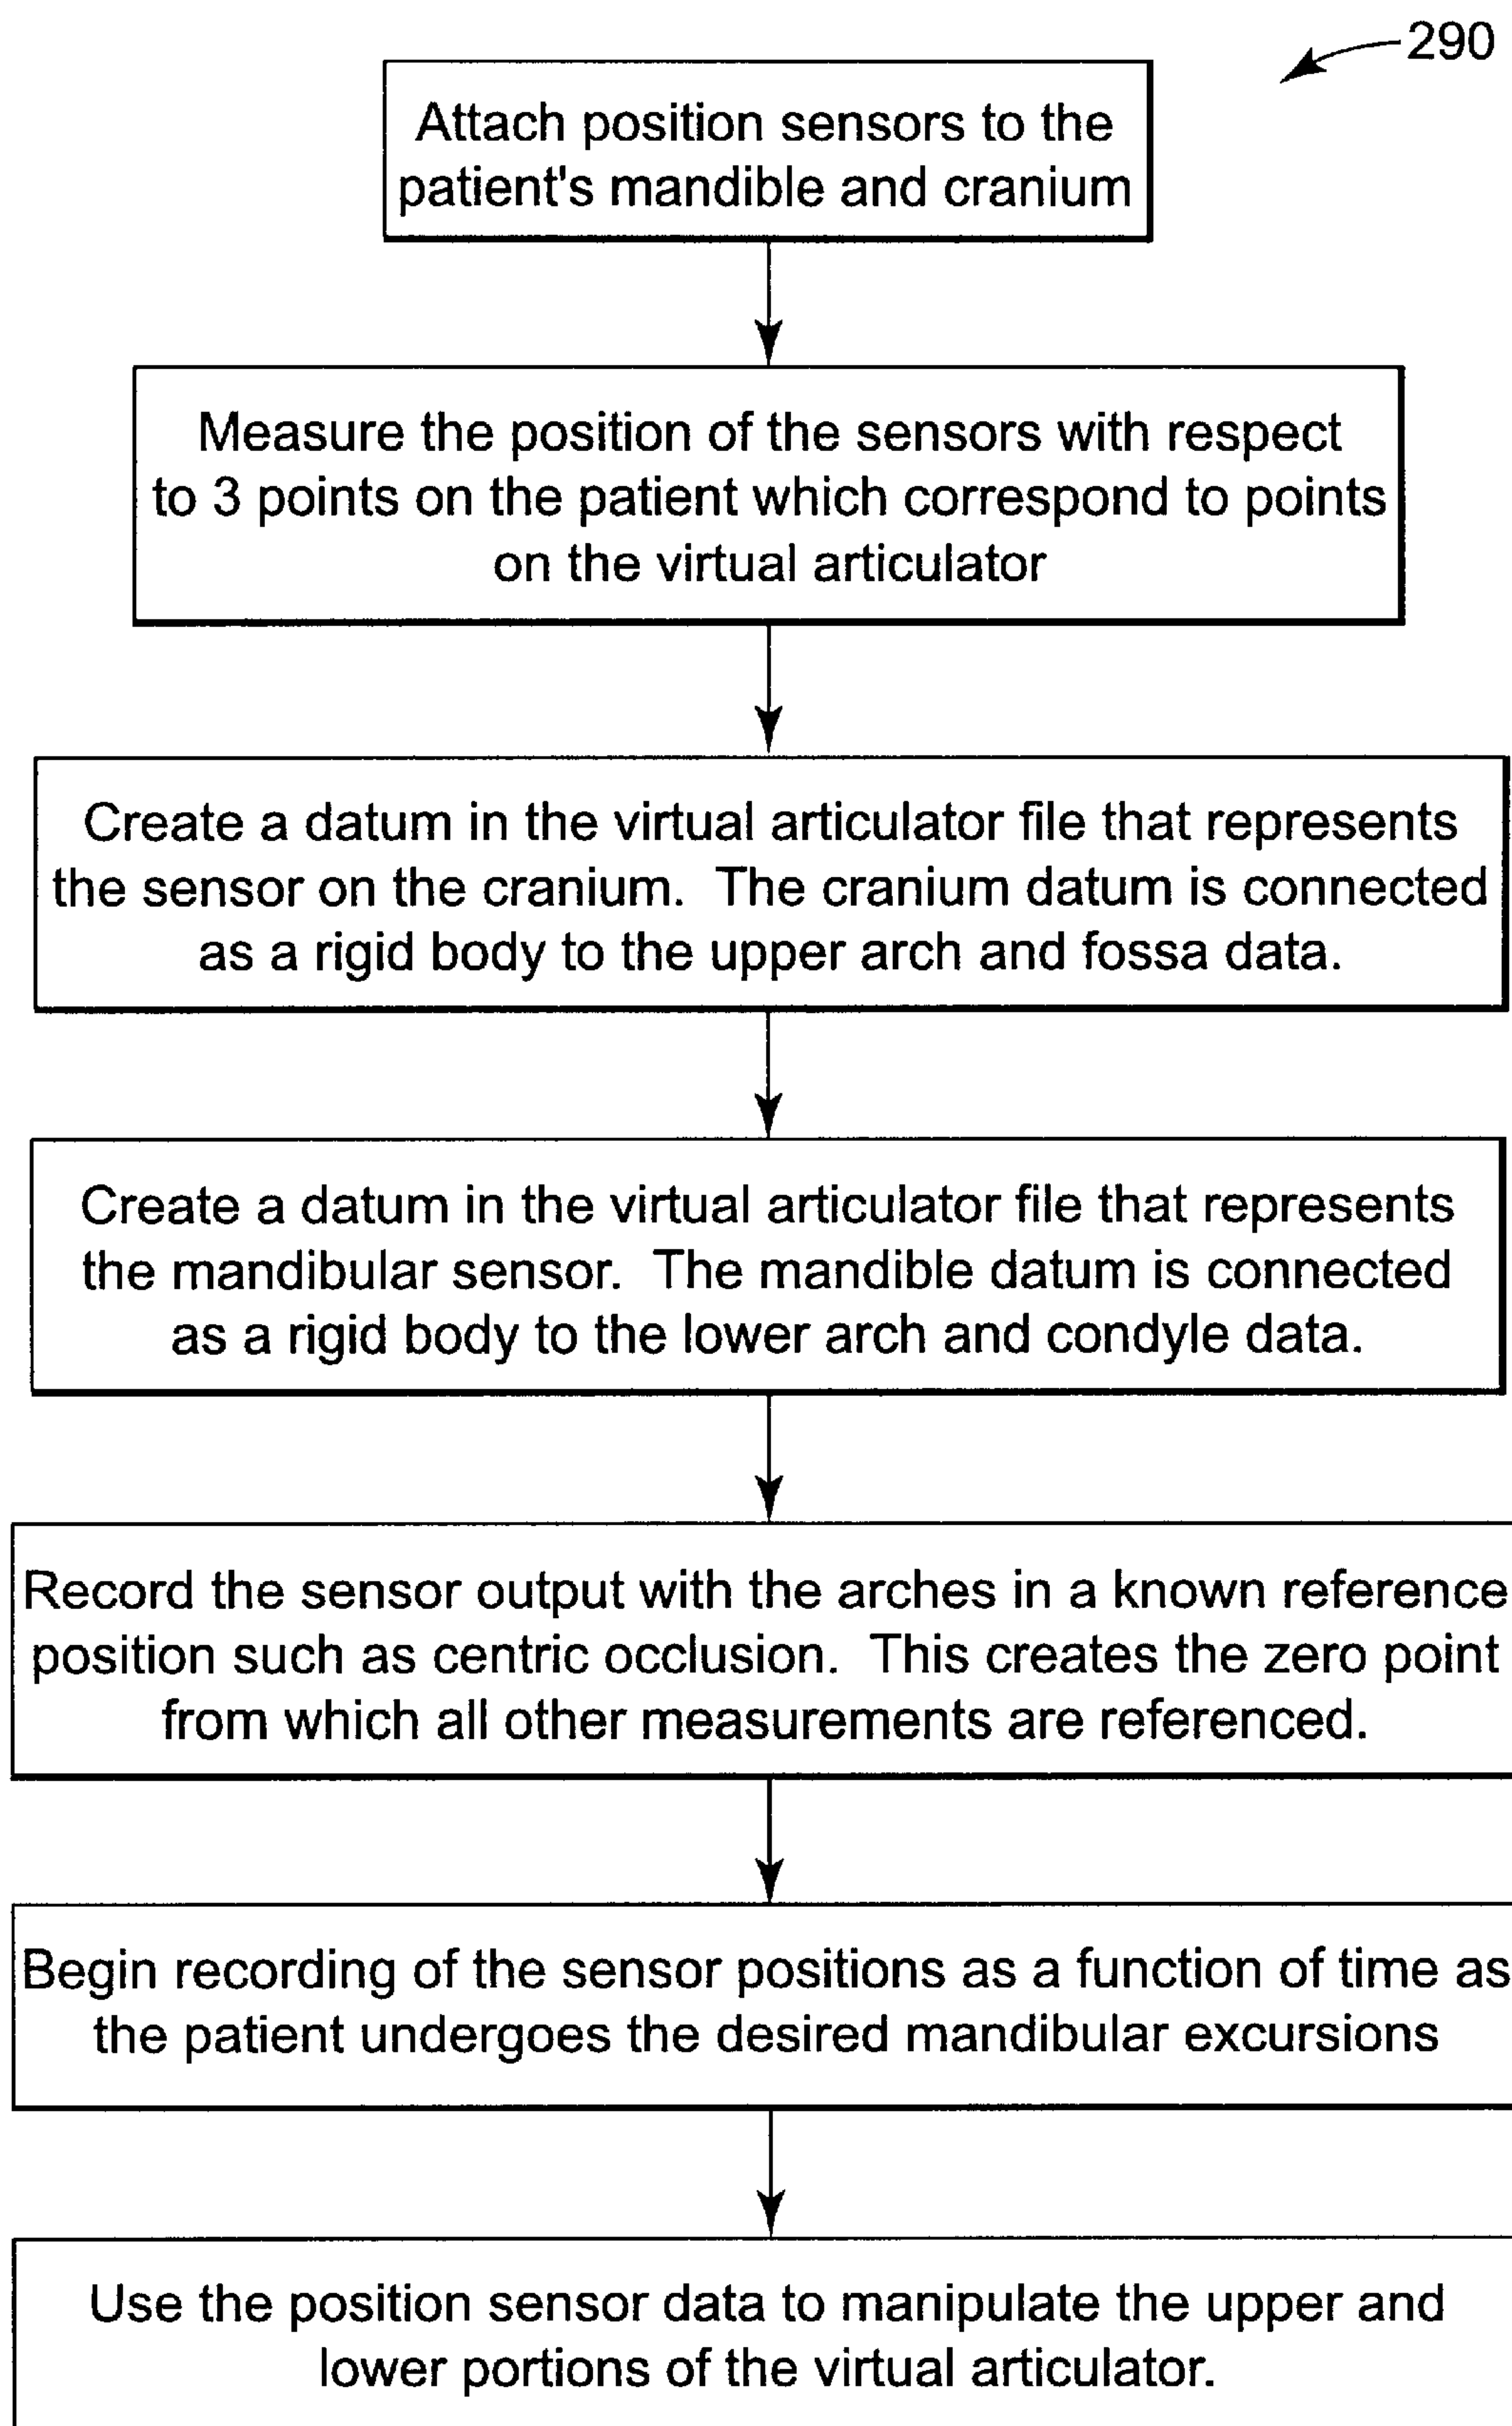 290
Attach position sensors to the
patient's mandible and cranium
Measure the position of the sensors with respect
to 3 points on the patient which correspond to points
on the virtual articulator
Create a datum in the virtual articulator file that represents
the sensor on the cranium.  The cranium datum is connected
as a rigid body to the upper arch and fossa data.
Create a datum in the virtual articulator file that represents
the mandibular sensor.  The mandible datum is connected
as a rigid body to the lower arch and condyle data.
Record the sensor output with the arches in a known reference
position such as centric occlusion.  This creates the zero point
from which all other measurements are referenced.
Begin recording of the sensor positions as a function of time as
the patient undergoes the desired mandibular excursions
Use the position sensor data to manipulate the upper and
lower portions of the virtual articulator.